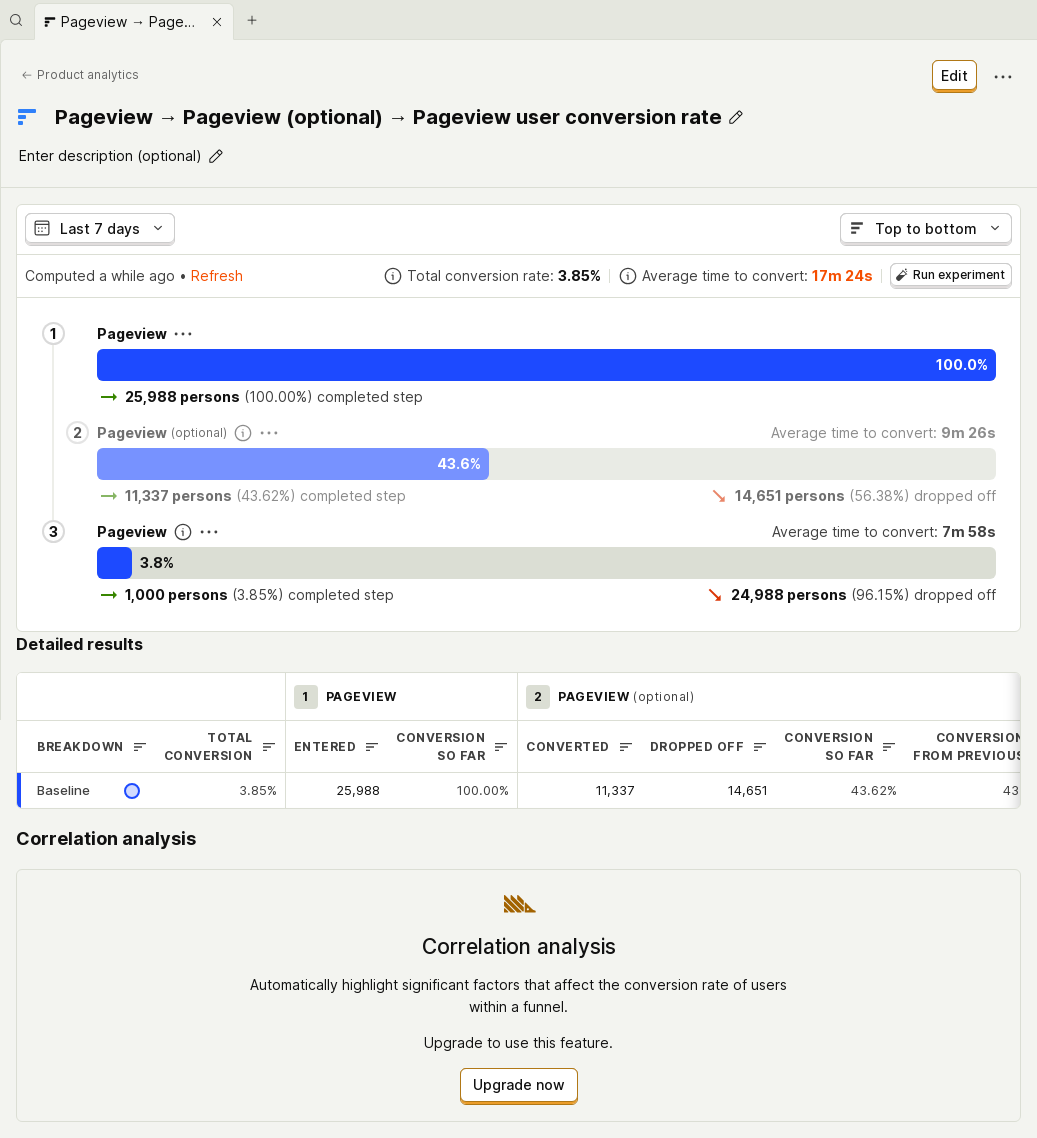 Pageview → Page...
Product analytics
Edit
Pageview → Pageview (optional) → Pageview user conversion rate
Enter description (optional)
Last 7 days
Top to bottom
Computed a while ago • Refresh
Total conversion rate: 3.85%
Average time to convert: 17m 24s
Run experiment
1 Pageview
100.0%
25,988 persons (100.00%) completed step
2 Pageview (optional)
Average time to convert: 9m 26s
43.6%
11,337 persons (43.62%) completed step
14,651 persons (56.38%) dropped off
3 Pageview
Average time to convert: 7m 58s
3.8%
1,000 persons (3.85%) completed step
24,988 persons (96.15%) dropped off
Detailed results
1 PAGEVIEW
2 PAGEVIEW (optional)
BREAKDOWN
TOTAL
CONVERSION
ENTERED
CONVERSION
SO FAR
CONVERTED
DROPPED OFF
CONVERSION
SO FAR
CONVERSION
FROM PREVIOUS
Baseline 3.85% 25,988 100.00% 11,337 14,651 43.62% 43
Correlation analysis
Correlation analysis
Automatically highlight significant factors that affect the conversion rate of users
within a funnel.
Upgrade to use this feature.
Upgrade now